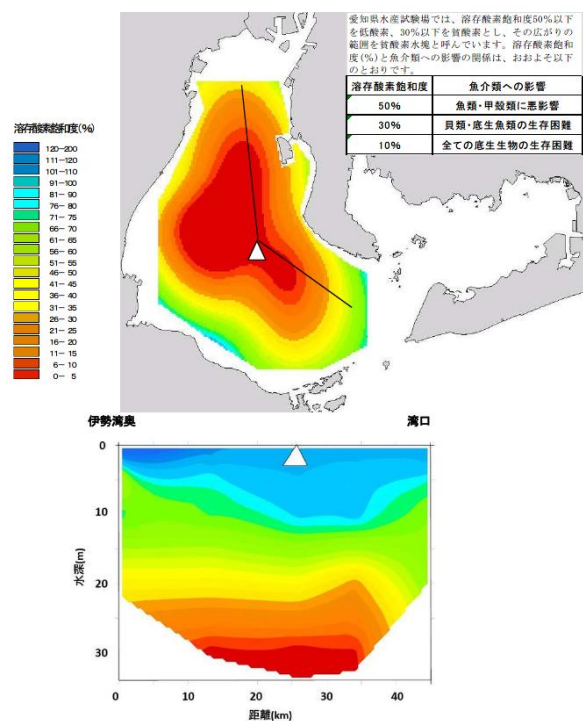 愛知県水産試験場では、溶存酸素飽和度50%以下
を低酸素、30%以下を貧酸素とし、その広がりの
範囲を貧酸素水塊と呼んでいます。溶存酸素飽和
度(%)と魚介類への影響の関係は、おおよそ以下
のとおりです。
溶存酸素飽和度 魚介類への影響
50% 魚類・甲殻類に悪影響
30% 貝類・底生魚類の生存困難
10% 全ての底生生物の生存困難
溶存酸素飽和度(%)
120-200
111-120
101-110
91-100
81-90
76-80
71-75
66-70
61-65
56-60
51-55
46-50
41-45
36-40
31-35
26-30
21-25
16-20
11-15
6-10
0-5
伊勢湾奥 湾口
0
10
20
30
水深(m)
0 10 20 30 40
距離(km)